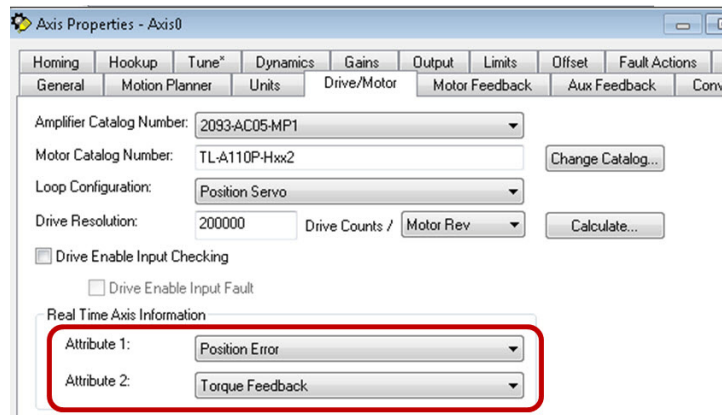 Axis Properties - Axis0
Homing Hookup Tune* Dynamics Gains Output Limits Offset Fault Actions
General Motion Planner Units Drive/Motor Motor Feedback Aux Feedback Conv
Amplifier Catalog Number: 2093-AC05-MP1
Motor Catalog Number: TL-A110P-Hxx2 Change Catalog...
Loop Configuration: Position Servo
Drive Resolution: 200000 Drive Counts / Motor Rev Calculate...
Drive Enable Input Checking
Drive Enable Input Fault
Real Time Axis Information
Attribute 1: Position Error
Attribute 2: Torque Feedback